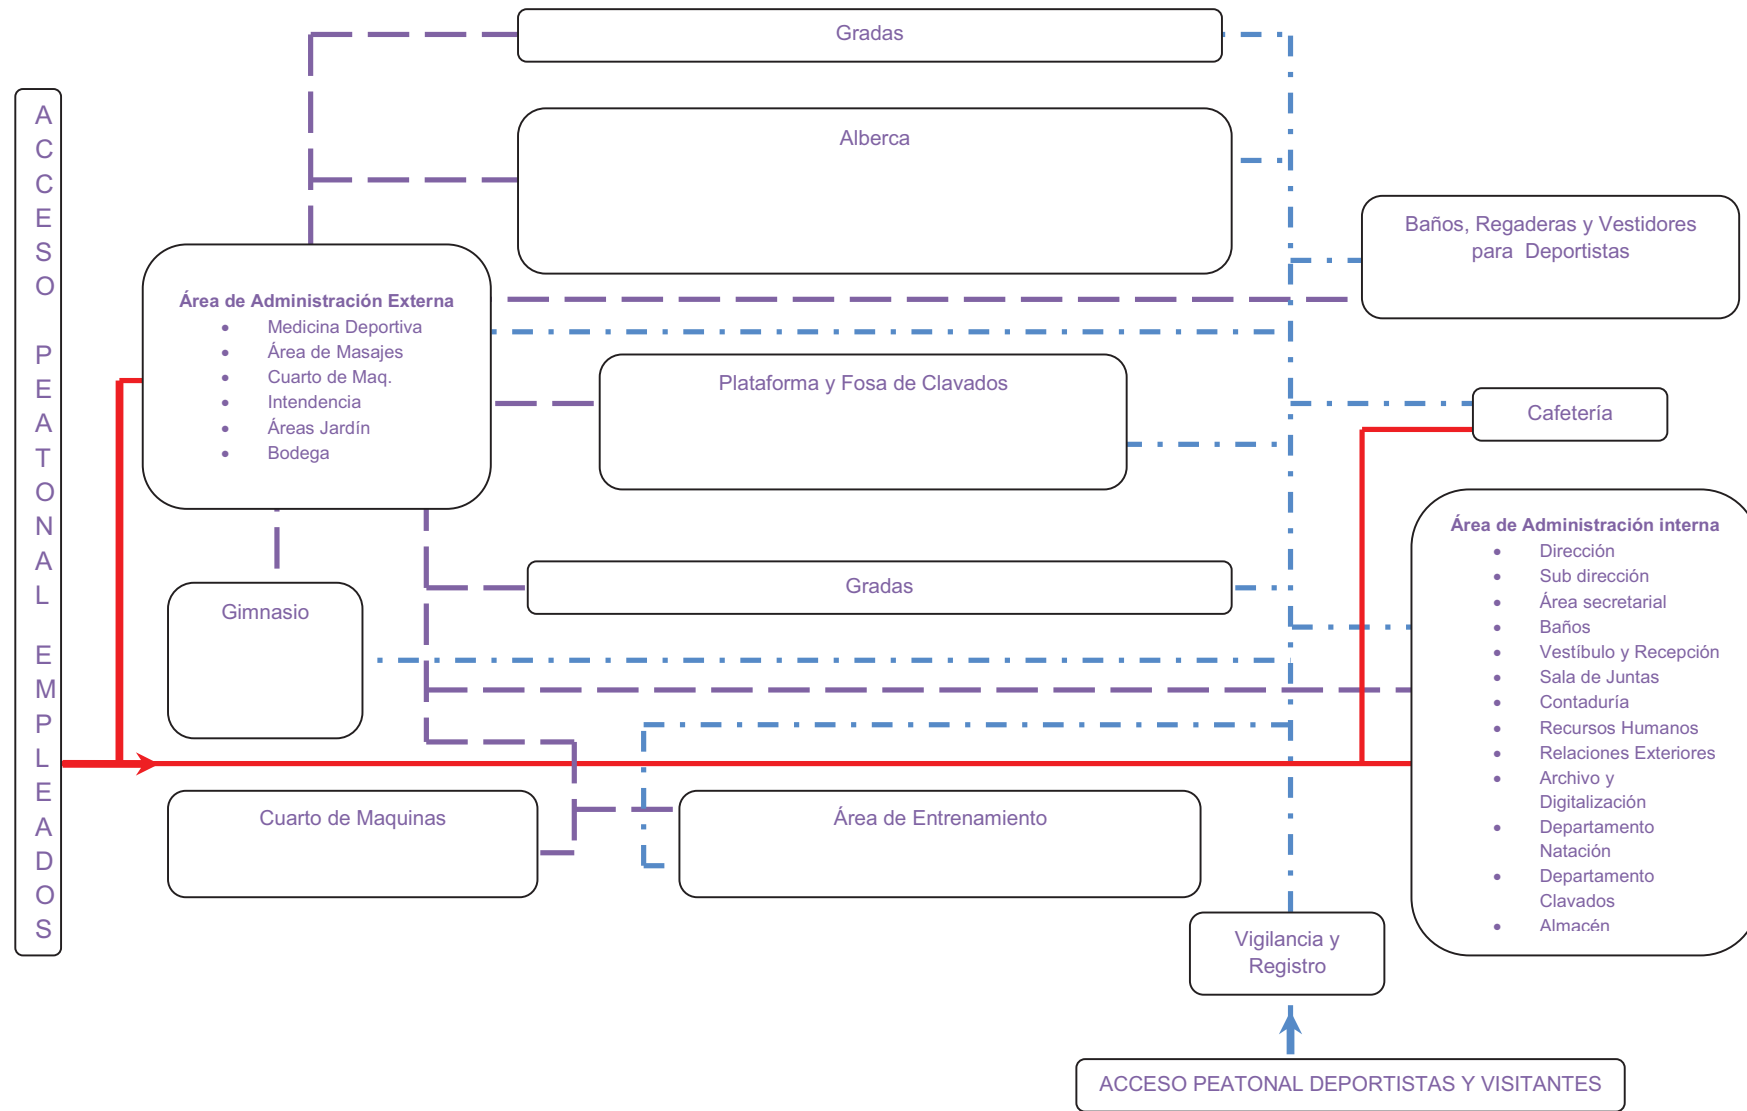 Gradas
ACCESO PEATONAL EMPLEADOS
Alberca
Baños, Regaderas y Vestidores
para Deportistas
Área de Administración Externa
• Medicina Deportiva
• Área de Masajes
• Cuarto de Maq.
• Intendencia
• Áreas Jardín
• Bodega
Plataforma y Fosa de Clavados
Cafetería
Área de Administración interna
• Dirección
• Sub dirección
• Área secretarial
• Baños
• Vestíbulo y Recepción
• Sala de Juntas
• Contaduría
• Recursos Humanos
• Relaciones Exteriores
• Archivo y
Digitalización
• Departamento
Natación
• Departamento
Clavados
• Almacén
Gradas
Gimnasio
Cuarto de Maquinas
Área de Entrenamiento
Vigilancia y
Registro
ACCESO PEATONAL DEPORTISTAS Y VISITANTES